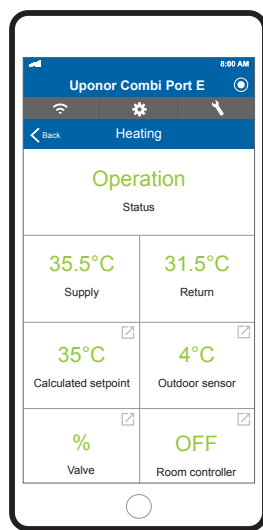 8:00 AM
Uponor Combi Port E
Back Heating
Operation
Status
35.5°C 31.5°C
Supply Return
35°C 4°C
Calculated setpoint Outdoor sensor
% OFF
Valve Room controller